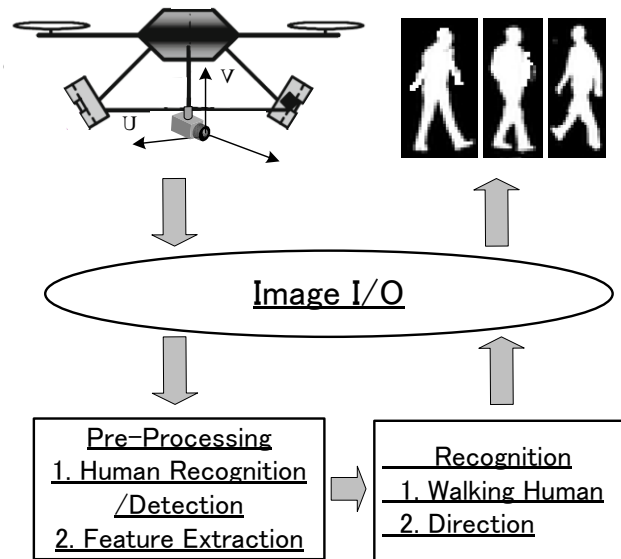 V
U
Image I/O
Pre-Processing
1. Human Recognition
/Detection
2. Feature Extraction
Recognition
1. Walking Human
2. Direction